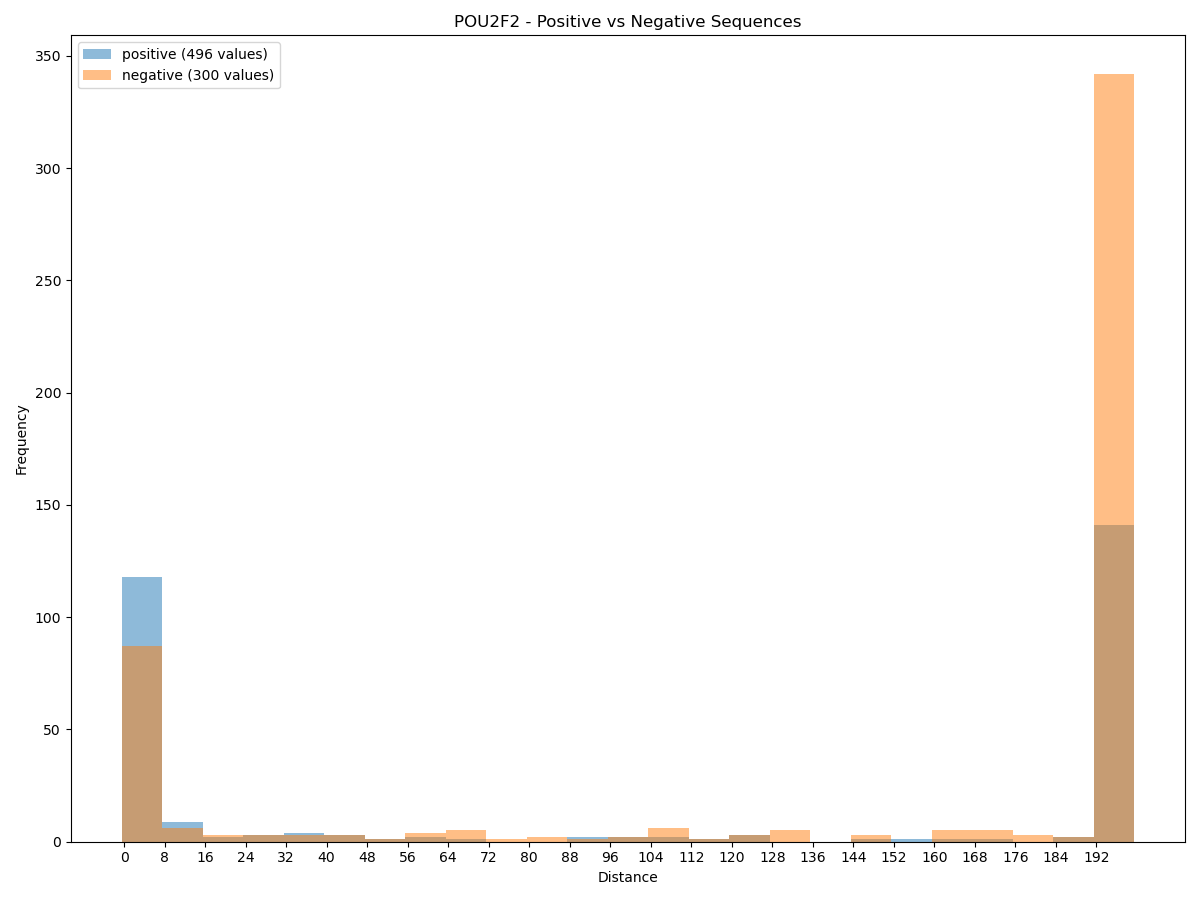 POU2F2 - Positive vs Negative Sequences
positive (496 values)
negative (300 values)
350
300
250
200
150
100
50
0
Frequency
0 8 16 24 32 40 48 56 64 72 80 88 96 104 112 120 128 136 144 152 160 168 176 184 192
Distance